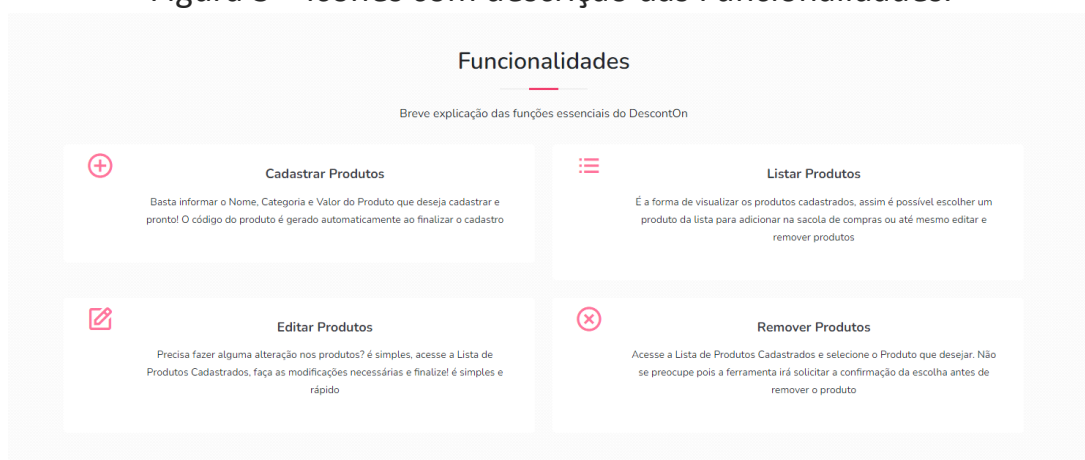 Funcionalidades
Breve explicação das funções essenciais do DescontOn
Cadastrar Produtos
Basta informar o Nome, Categoria e Valor do Produto que deseja cadastrar e
pronto! O código do produto é gerado automaticamente ao finalizar o cadastro
Listar Produtos
É a forma de visualizar os produtos cadastrados, assim é possível escolher um
produto da lista para adicionar na sacola de compras ou até mesmo editar e
remover produtos
Editar Produtos
Precisa fazer alguma alteração nos produtos? é simples, acesse a Lista de
Produtos Cadastrados, faça as modificações necessárias e finalize! é simples e
rápido
Remover Produtos
Acesse a Lista de Produtos Cadastrados e selecione o Produto que desejar. Não
se preocupe pois a ferramenta irá solicitar a confirmação da escolha antes de
remover o produto